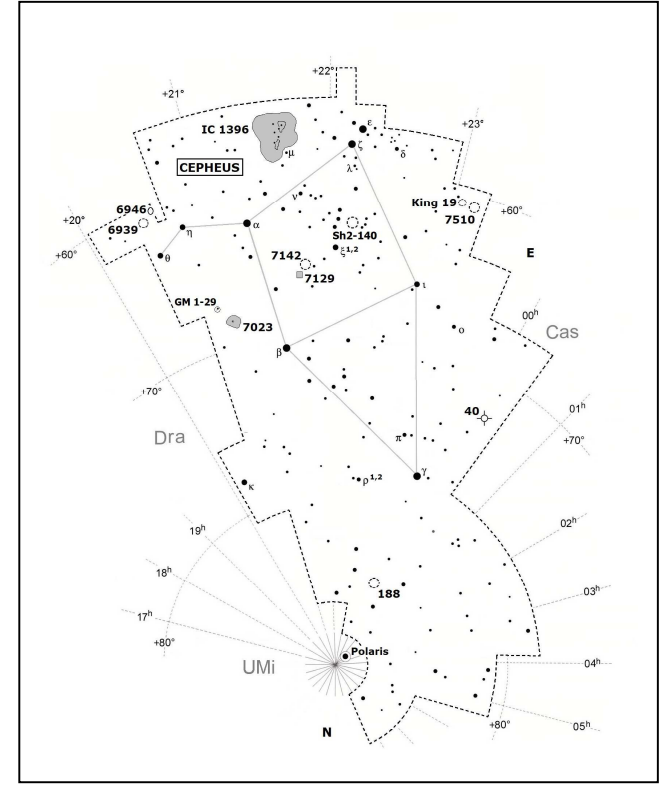 +22°
+21°
+23°
IC 1396
ε
ζ
δ
μ
λ
CEPHEUS
ν
King 19
7510
+60°
6946
6939
+20°
+60°
η
α
θ
Sh2-140
ξ1,2
7142
7129
E
ι
GM 1-29
7023
00h
Cas
ο
β
+70°
40
01h
+70°
Dra
π
γ
κ
ρ1,2
19h
02h
18h
188
03h
17h
+80°
Polaris
UMi
04h
N
+80°
05h